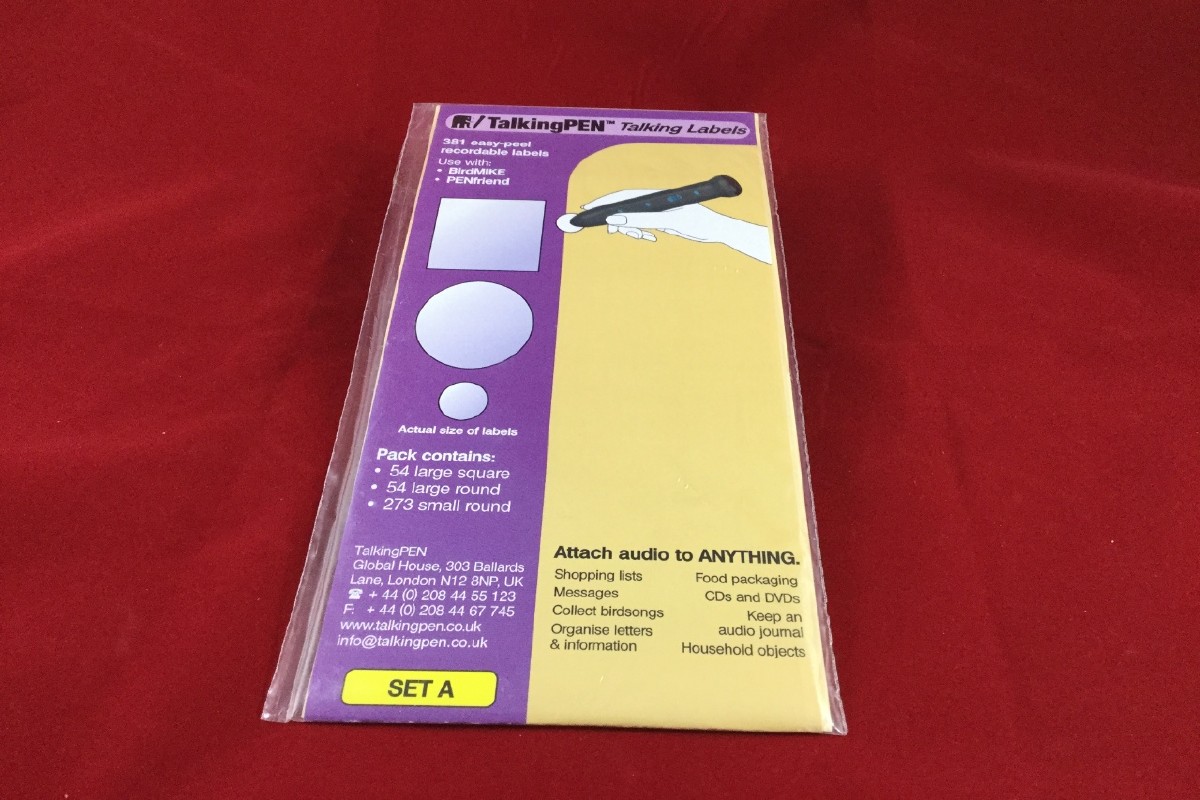 /TalkingPEN™ Talking Labels
381 easy-peel
recordable labels
Use with:
• BirdMIKE
• PENfriend
Actual size of labels
Pack contains:
• 54 large square
• 54 large round
• 273 small round
TalkingPEN
Global House, 303 Ballards
Lane, London N12 8NP, UK
☎ + 44 (0) 208 44 55 123
F. + 44 (0) 208 44 67 745
www.talkingpen.co.uk
info@talkingpen.co.uk
SET A
Attach audio to ANYTHING.
Shopping lists
Messages
Collect birdsongs
Organise letters
& information
Food packaging
CDs and DVDs
Keep an
audio journal
Household objects